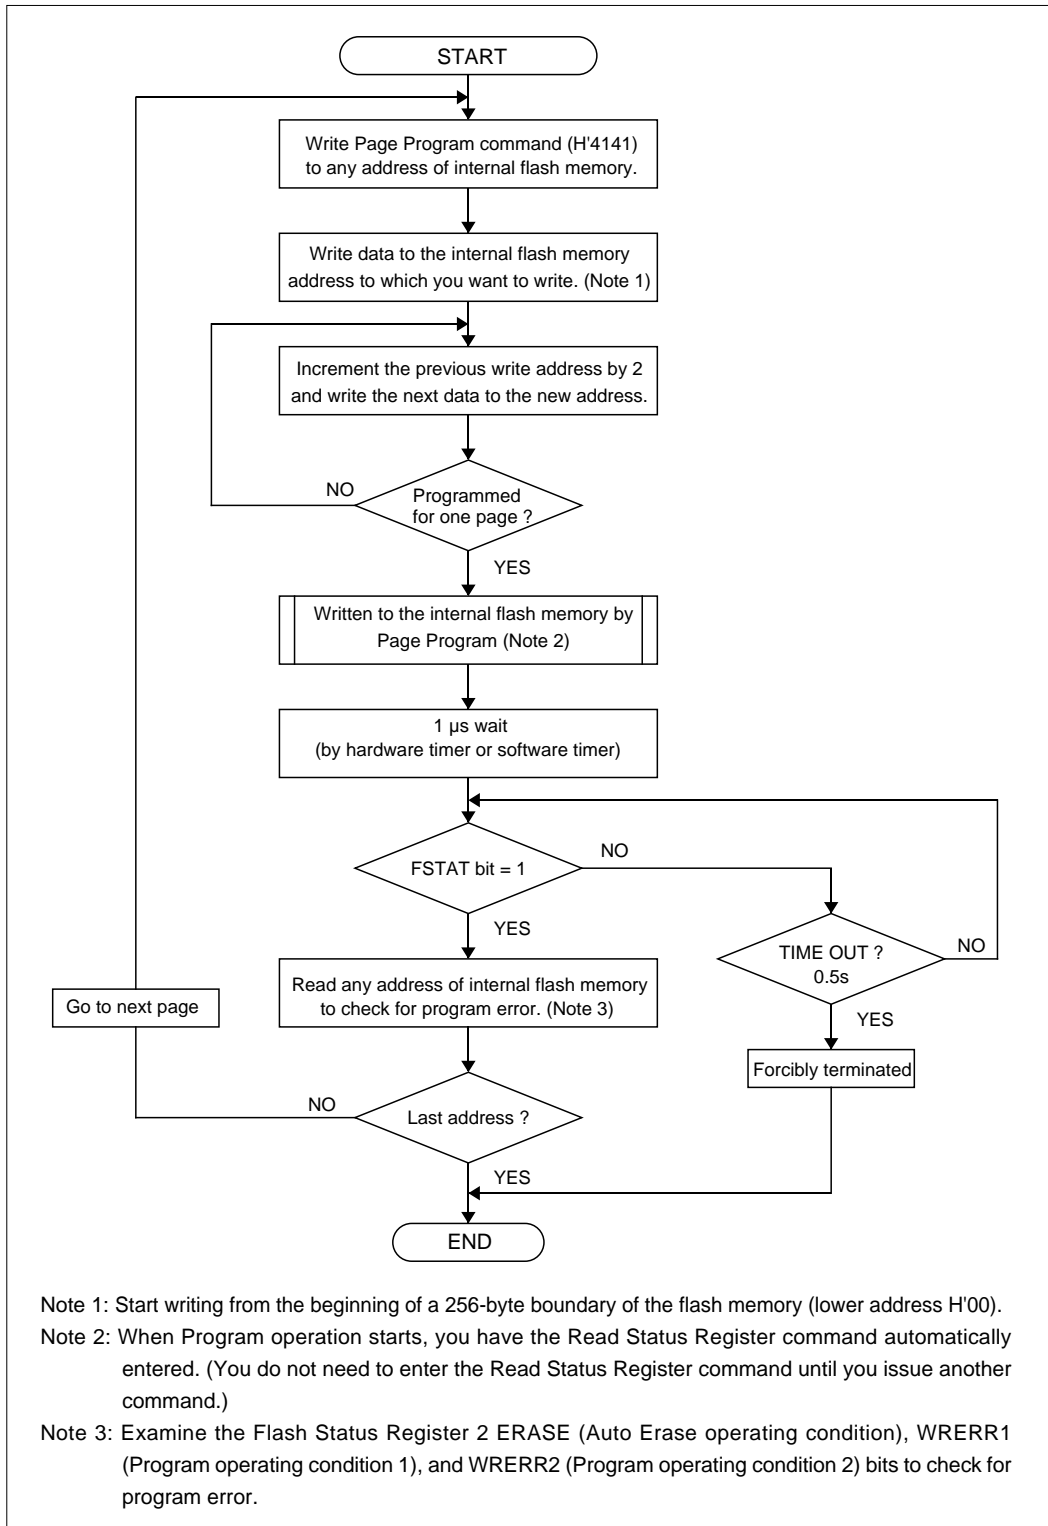 START
Write Page Program command (H'4141)
to any address of internal flash memory.
Write data to the internal flash memory
address to which you want to write. (Note 1)
Increment the previous write address by 2
and write the next data to the new address.
NO
Programmed
for one page ?
YES
Written to the internal flash memory by
Page Program (Note 2)
1 µs wait
(by hardware timer or software timer)
FSTAT bit = 1
NO
YES
TIME OUT ?
0.5s
NO
YES
Read any address of internal flash memory
to check for program error. (Note 3)
Go to next page
Forcibly terminated
NO
Last address ?
YES
END
Note 1: Start writing from the beginning of a 256-byte boundary of the flash memory (lower address H'00).
Note 2: When Program operation starts, you have the Read Status Register command automatically
entered. (You do not need to enter the Read Status Register command until you issue another
command.)
Note 3: Examine the Flash Status Register 2 ERASE (Auto Erase operating condition), WRERR1
(Program operating condition 1), and WRERR2 (Program operating condition 2) bits to check for
program error.